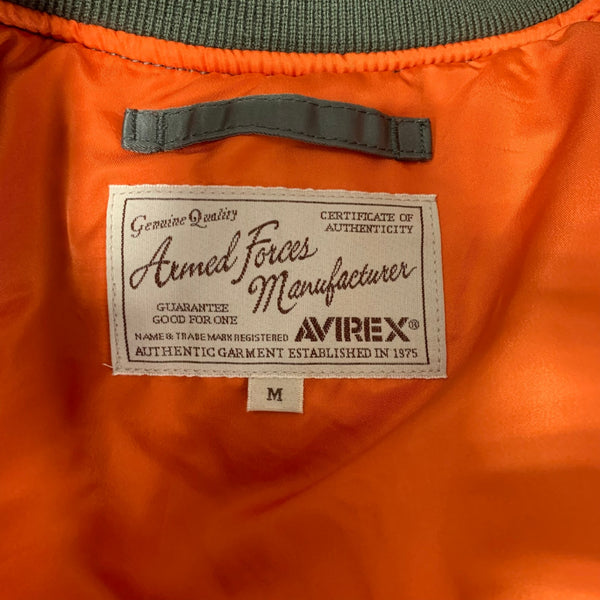 Genuine Quality
CERTIFICATE OF
AUTHENTICITY
Armed Forces
Manufacturer
GUARANTEE
GOOD FOR ONE
NAME & TRADE MARK REGISTERED
AVIREX®
AUTHENTIC GARMENT ESTABLISHED IN 1975
M